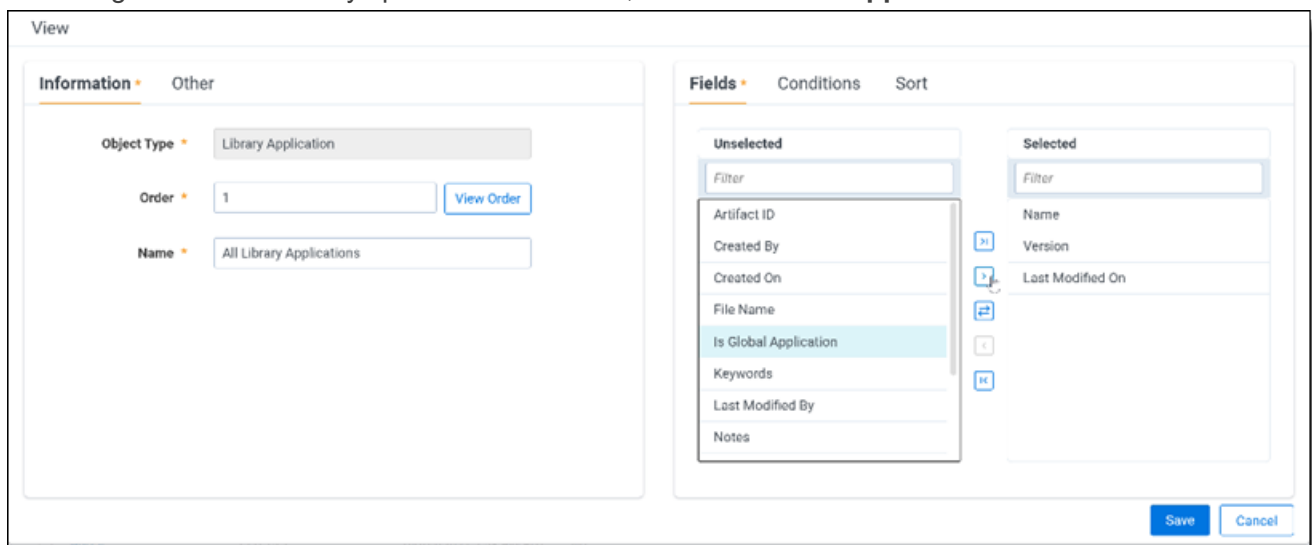 View
Information *
Other
Object Type *
Library Application
Order *
1
View Order
Name *
All Library Applications
Fields *
Conditions
Sort
Unselected
Filter
Artifact ID
Created By
Created On
File Name
Is Global Application
Keywords
Last Modified By
Notes
Selected
Filter
Name
Version
Last Modified On
Save
Cancel